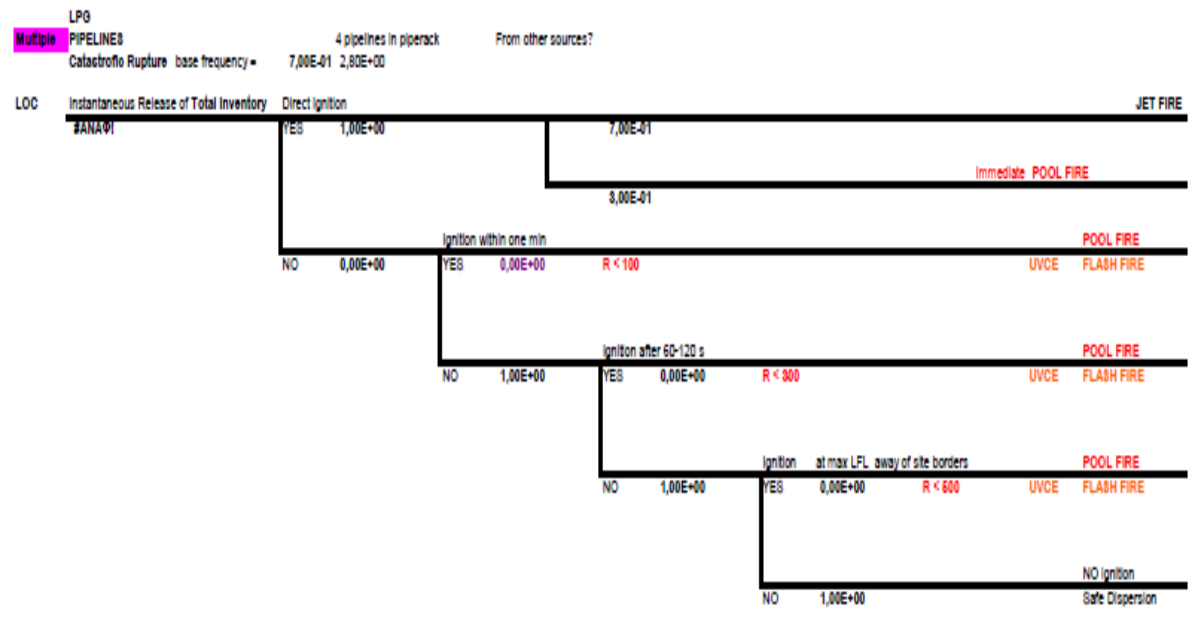 LPG
Multiple PIPELINES 4 pipelines in piperack From other sources?
Catastrofio Rupture base frequency = 7,00E-01 2,80E+00
LOC Instantaneous Release of Total Inventory Direct Ignition JET FIRE
#ΑΝΑΦ! YES 1,00E+00 7,00E-01
Immediate POOL FIRE
3,00E-01
Ignition within one min POOL FIRE
NO 0,00E+00 YES 0,00E+00 R < 100 UVCE FLASH FIRE
Ignition after 60-120 s POOL FIRE
NO 1,00E+00 YES 0,00E+00 R < 300 UVCE FLASH FIRE
Ignition at max LFL away of site borders POOL FIRE
NO 1,00E+00 YES 0,00E+00 R < 500 UVCE FLASH FIRE
NO Ignition
NO 1,00E+00 Safe Dispersion